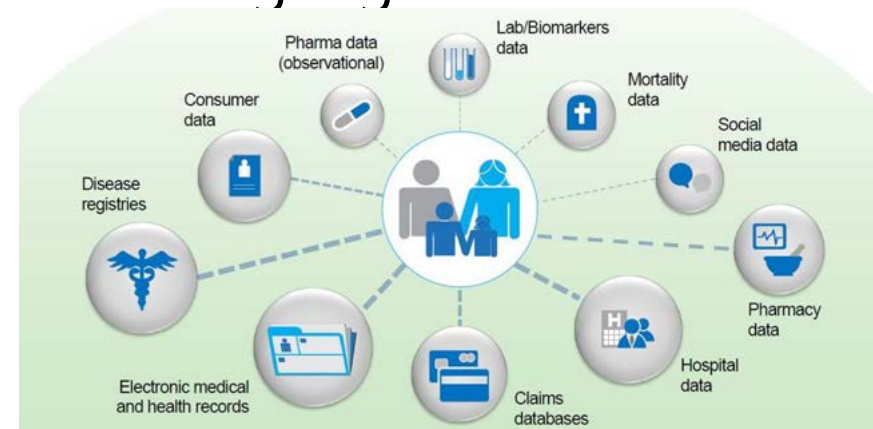 Lab/Biomarkers
data
Pharma data
(observational)
Mortality
data
Consumer
data
Social
media data
Disease
registries
Pharmacy
data
H
Hospital
data
Electronic medical
and health records
Claims
databases